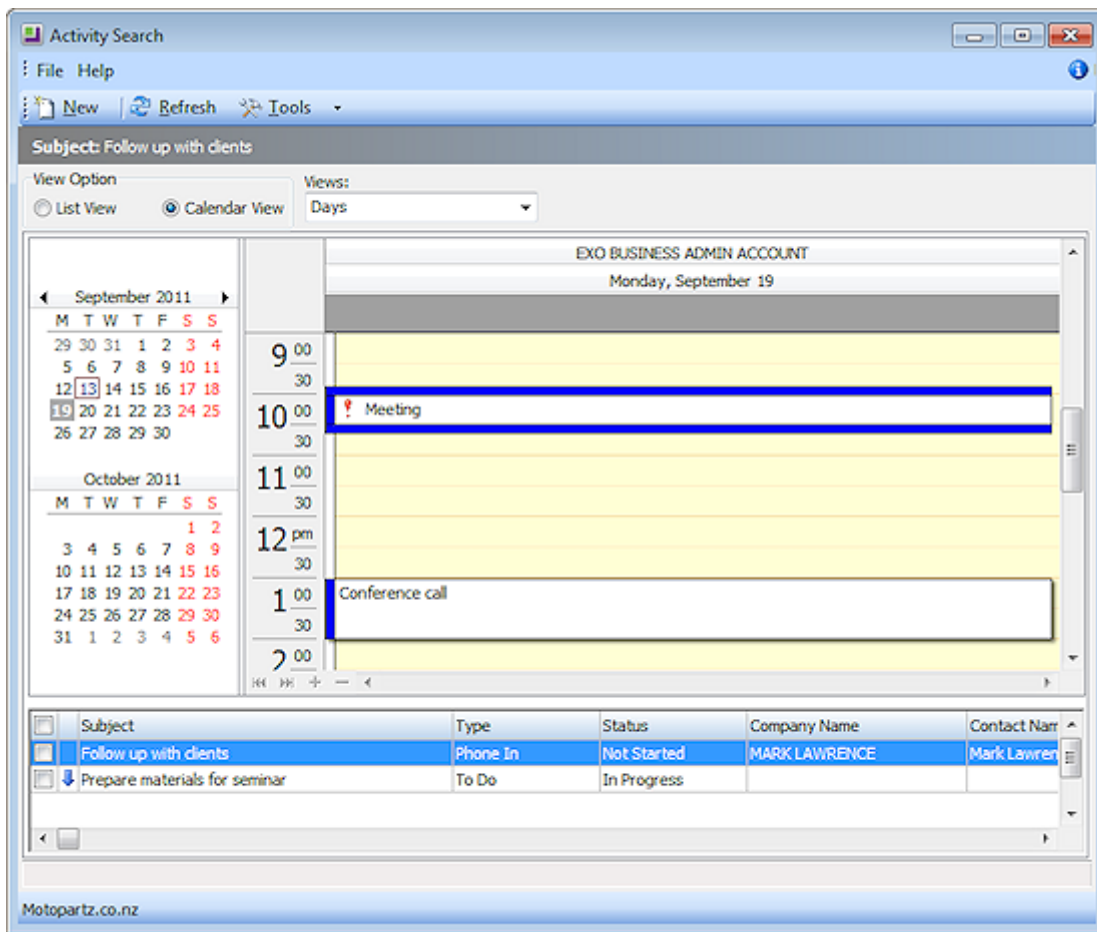 Activity Search
File Help
New Refresh Tools
Subject: Follow up with clients
View Option
List View Calendar View
Views:
Days
EXO BUSINESS ADMIN ACCOUNT
Monday, September 19
September 2011
M T W T F S S
29 30 31 1 2 3 4
5 6 7 8 9 10 11
12 13 14 15 16 17 18
19 20 21 22 23 24 25
26 27 28 29 30
October 2011
M T W T F S S
1 2
3 4 5 6 7 8 9
10 11 12 13 14 15 16
17 18 19 20 21 22 23
24 25 26 27 28 29 30
31 1 2 3 4 5 6
9 00
30
10 00
Meeting
30
11 00
30
12 pm
30
1 00
Conference call
30
2 00
Subject Type Status Company Name Contact Nam
Follow up with clients Phone In Not Started MARK LAWRENCE Mark Lawren
Prepare materials for seminar To Do In Progress
Motopartz.co.nz